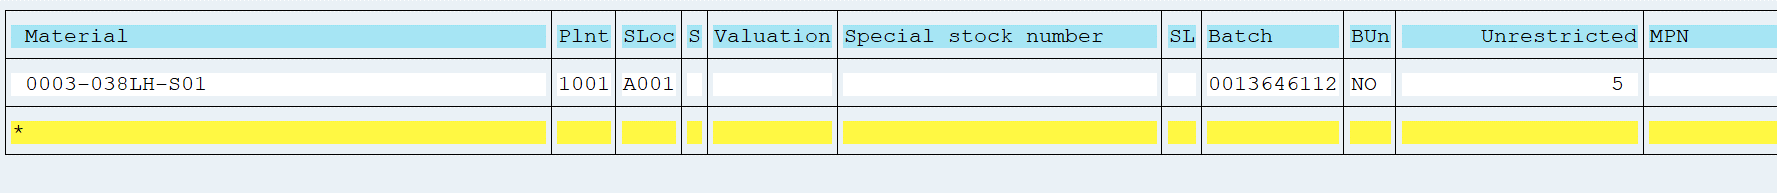 Material Plnt SLoc S Valuation Special stock number SL Batch BUn Unrestricted MPN
0003-038LH-S01 1001 A001 0013646112 NO 5
*